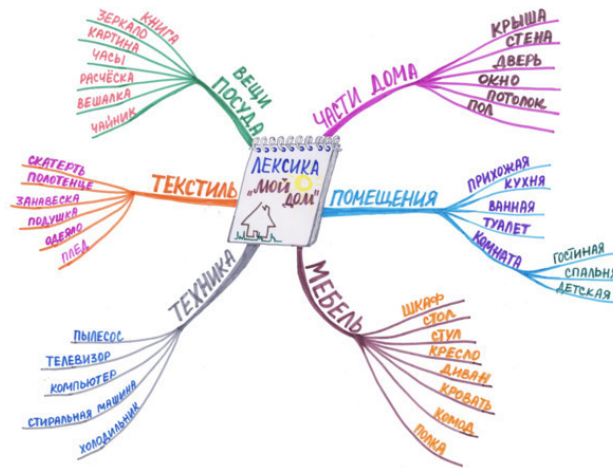 ЛЕКСИКА
„МОЙ
ДОМ"
ВЕЩИ
ПОСУДА
КНИГА
ЗЕРКАЛО
КАРТИНА
ЧАСЫ
РАСЧЁСКА
ВЕШАЛКА
ЧАЙНИК
ЧАСТИ ДОМА
КРЫША
СТЕНА
ДВЕРЬ
ОКНО
ПОТОЛОК
ПОЛ
ТЕКСТИЛЬ
СКАТЕРТЬ
ПОЛОТЕНЦЕ
ЗАНАВЕСКА
ПОДУШКА
ОДЕЯЛО
ПЛЕД
ПОМЕЩЕНИЯ
ПРИХОЖАЯ
КУХНЯ
ВАННАЯ
ТУАЛЕТ
КОМНАТА
ГОСТИНАЯ
СПАЛЬНЯ
ДЕТСКАЯ
ТЕХНИКА
ПЫЛЕСОС
ТЕЛЕВИЗОР
КОМПЬЮТЕР
СТИРАЛЬНАЯ МАШИНА
ХОЛОДИЛЬНИК
МЕБЕЛЬ
ШКАФ
СТОЛ
СТУЛ
КРЕСЛО
ДИВАН
КРОВАТЬ
КОМОД
ПОЛКА